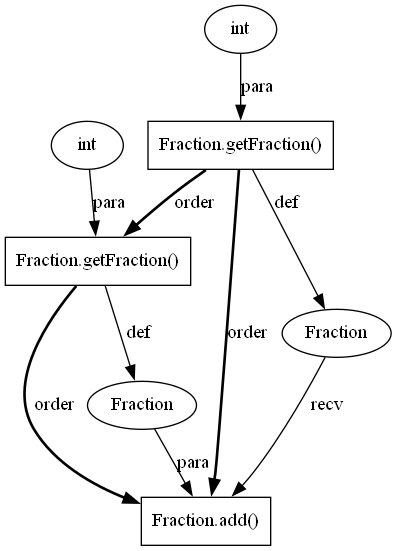 int
para
int
Fraction.getFraction()
para
order
def
Fraction.getFraction()
def
order
Fraction
order
Fraction
recv
para
Fraction.add()